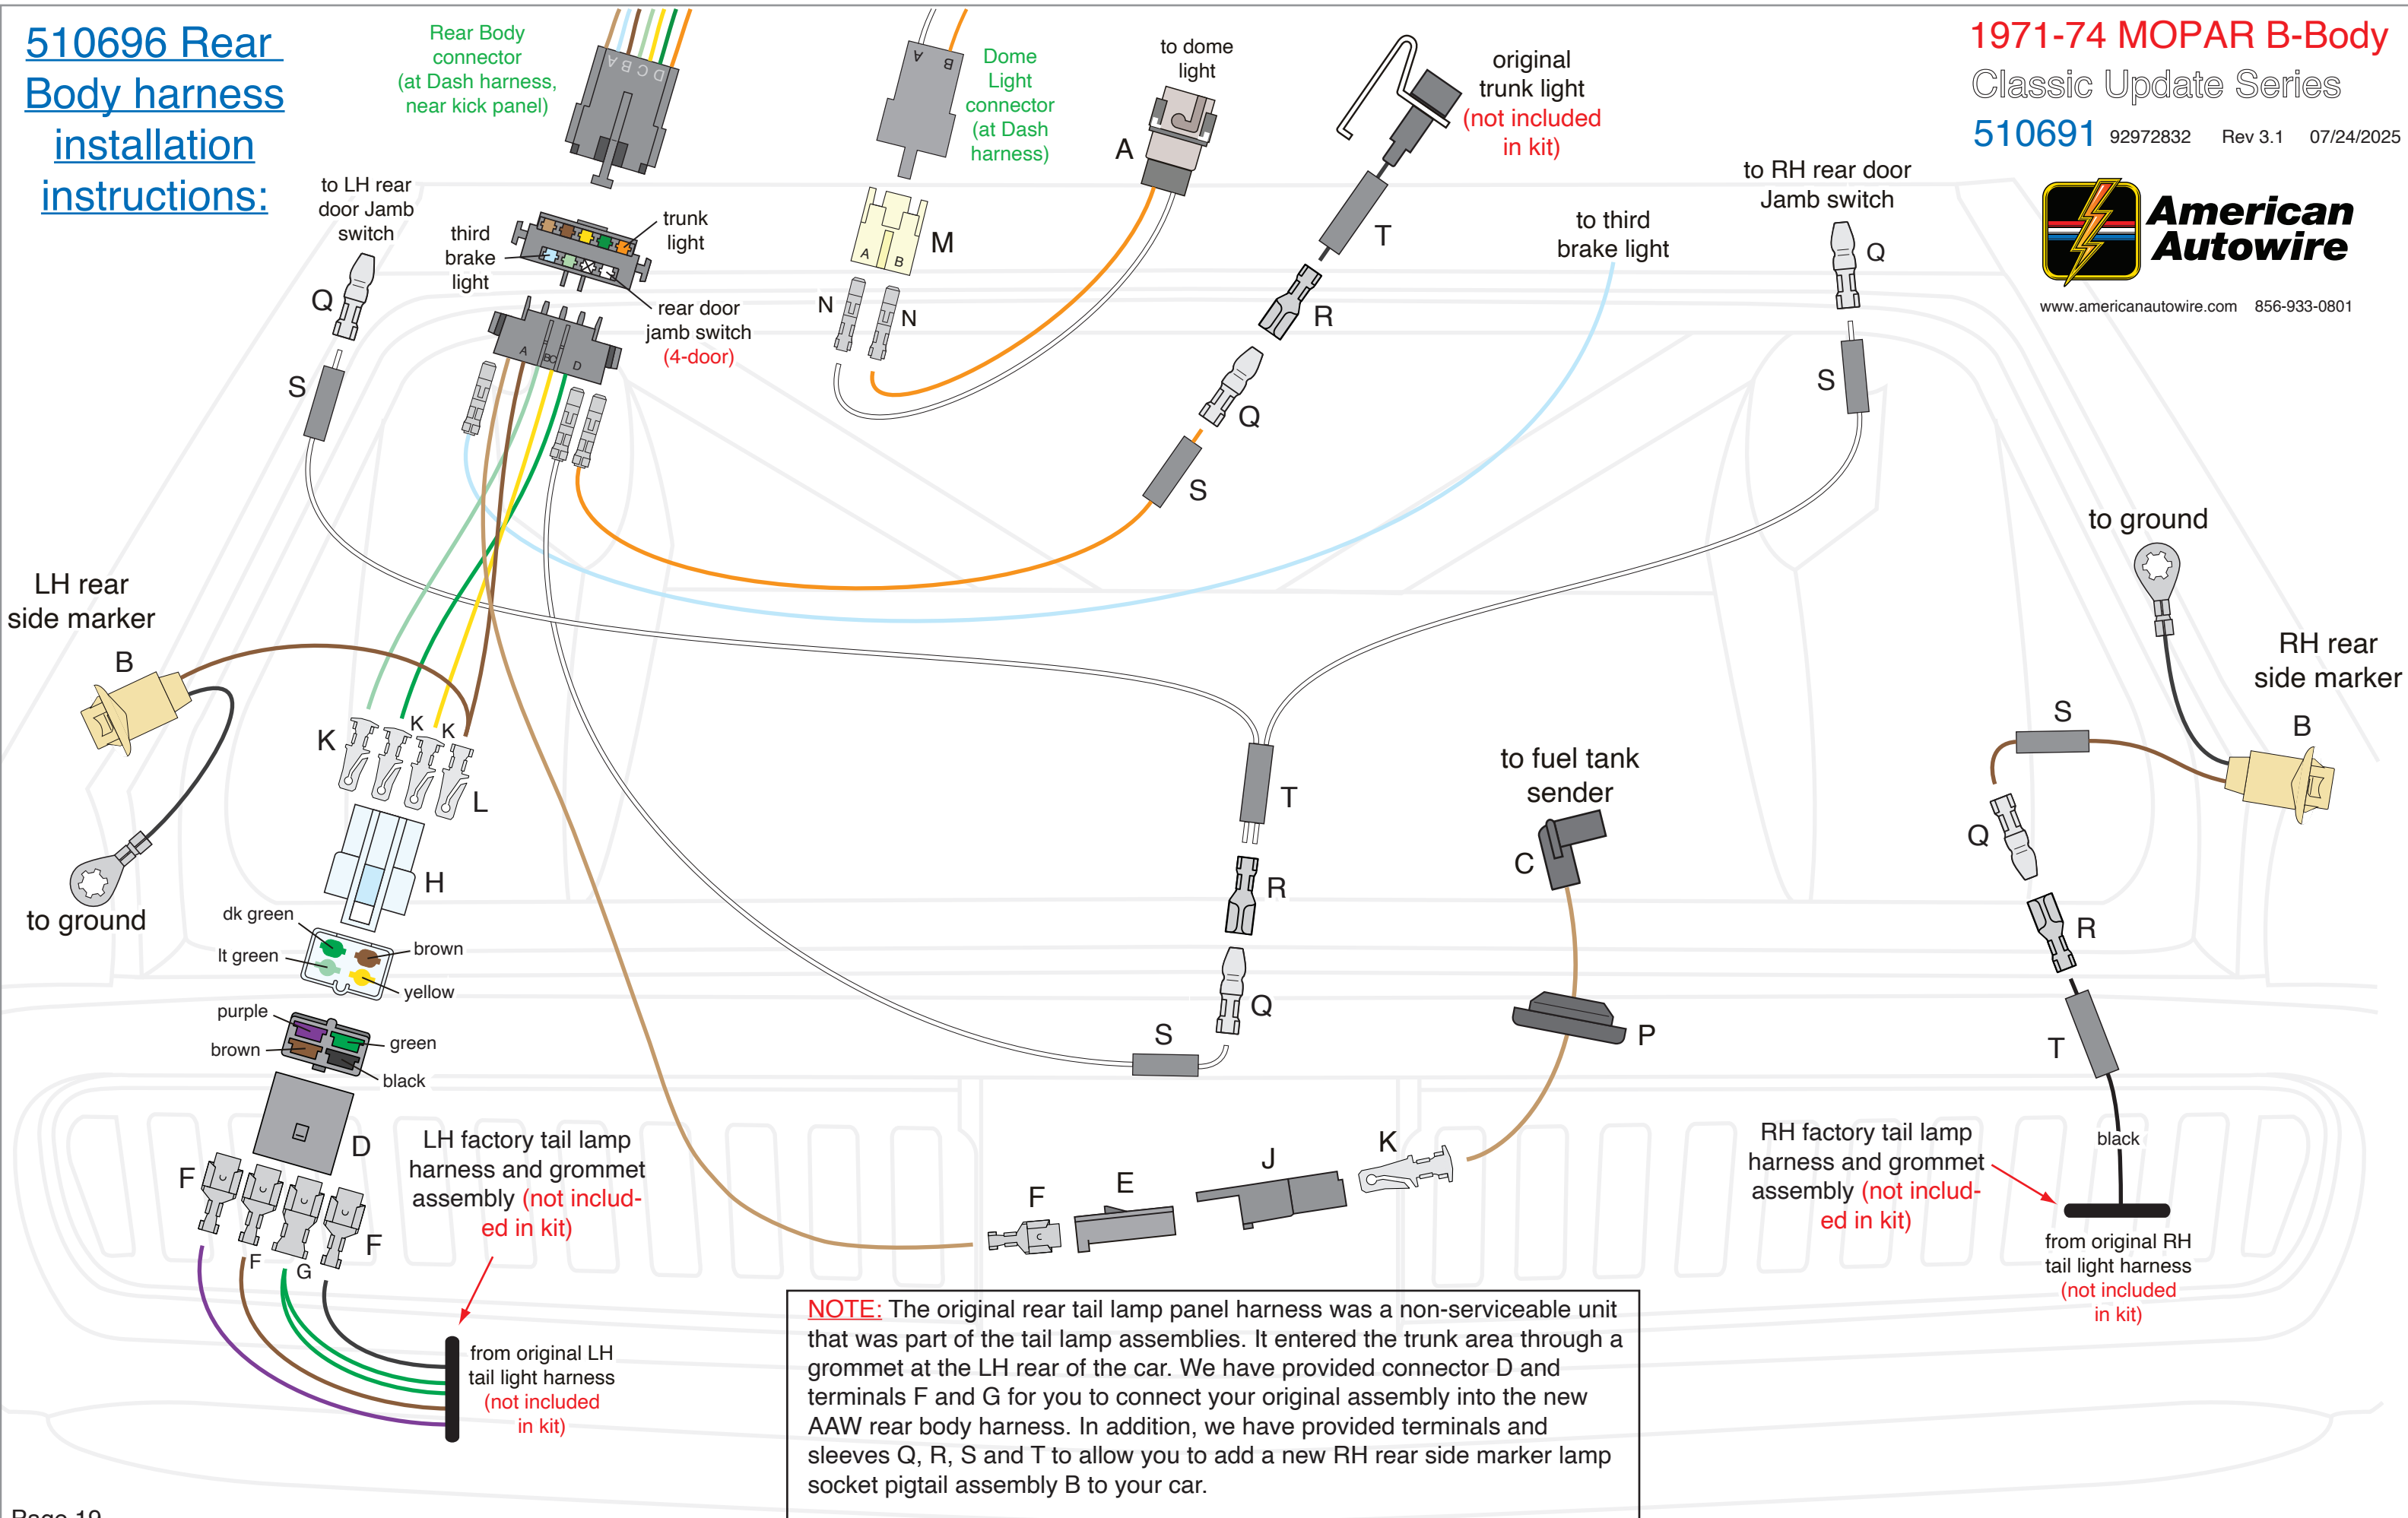 510696 Rear
Body harness
installation
instructions:
Rear Body
connector
(at Dash harness,
near kick panel)
A B C D
A
B
Dome
Light
connector
(at Dash
harness)
to dome
light
A
original
trunk light
(not included
in kit)
1971-74 MOPAR B-Body
Classic Update Series
510691 92972832 Rev 3.1 07/24/2025
American
Autowire
www.americanautowire.com 856-933-0801
to LH rear
door Jamb
switch
Q
S
third
brake
light
trunk
light
rear door
jamb switch
(4-door)
A
BC
D
M
A
B
N
N
T
R
Q
S
to third
brake light
to RH rear door
Jamb switch
Q
S
to ground
RH rear
side marker
B
S
Q
R
T
black
RH factory tail lamp
harness and grommet
assembly (not includ-
ed in kit)
from original RH
tail light harness
(not included
in kit)
LH rear
side marker
B
to ground
K
K
K
L
H
dk green
lt green
brown
yellow
purple
brown
green
black
D
F
F
G
F
LH factory tail lamp
harness and grommet
assembly (not includ-
ed in kit)
from original LH
tail light harness
(not included
in kit)
T
R
Q
S
to fuel tank
sender
C
P
F
E
J
K
NOTE: The original rear tail lamp panel harness was a non-serviceable unit
that was part of the tail lamp assemblies. It entered the trunk area through a
grommet at the LH rear of the car. We have provided connector D and
terminals F and G for you to connect your original assembly into the new
AAW rear body harness. In addition, we have provided terminals and
sleeves Q, R, S and T to allow you to add a new RH rear side marker lamp
socket pigtail assembly B to your car.
Page 19